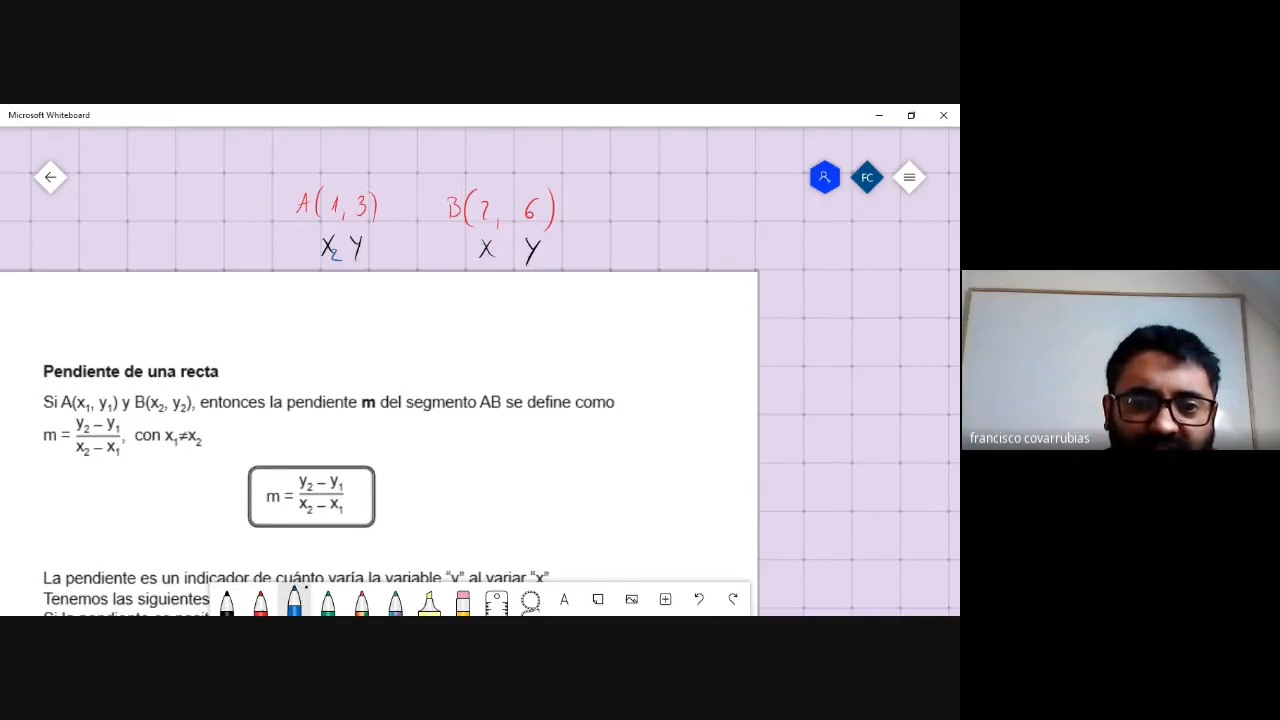 Microsoft Whiteboard
FC
A(1, 3) B(2, 6)
X₂ Y X Y
Pendiente de una recta
Si A(x₁, y₁) y B(x₂, y₂), entonces la pendiente m del segmento AB se define como
m = (y₂ – y₁)/(x₂ – x₁), con x₁≠x₂
m = (y₂ – y₁)/(x₂ – x₁)
La pendiente es un indicador de cuánto varía la variable “y” al variar “x”
Tenemos las siguientes
A
francisco covarrubias